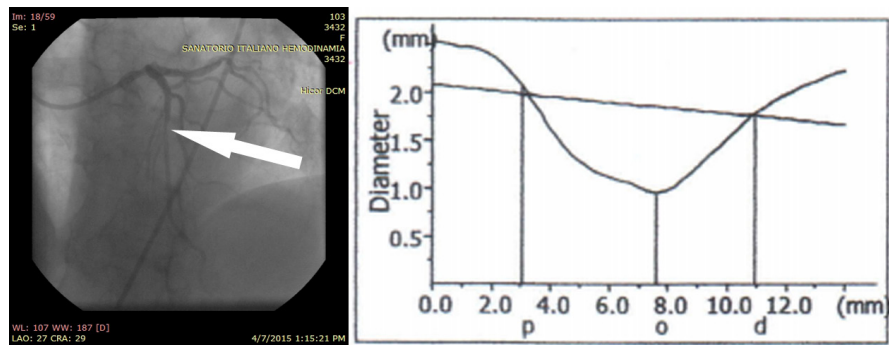 Im: 18/59
Se: 1
103
3432
F
SANATORIO ITALIANO HEMODINAMIA
3432
Hicor DCM
WL: 107 WW: 187 [D]
LAO: 27 CRA: 29
4/7/2015 1:15:21 PM
(mm)
2.0
1.5
1.0
0.5
Diameter
0.0 2.0 4.0 6.0 8.0 10.0 12.0 (mm)
p o d